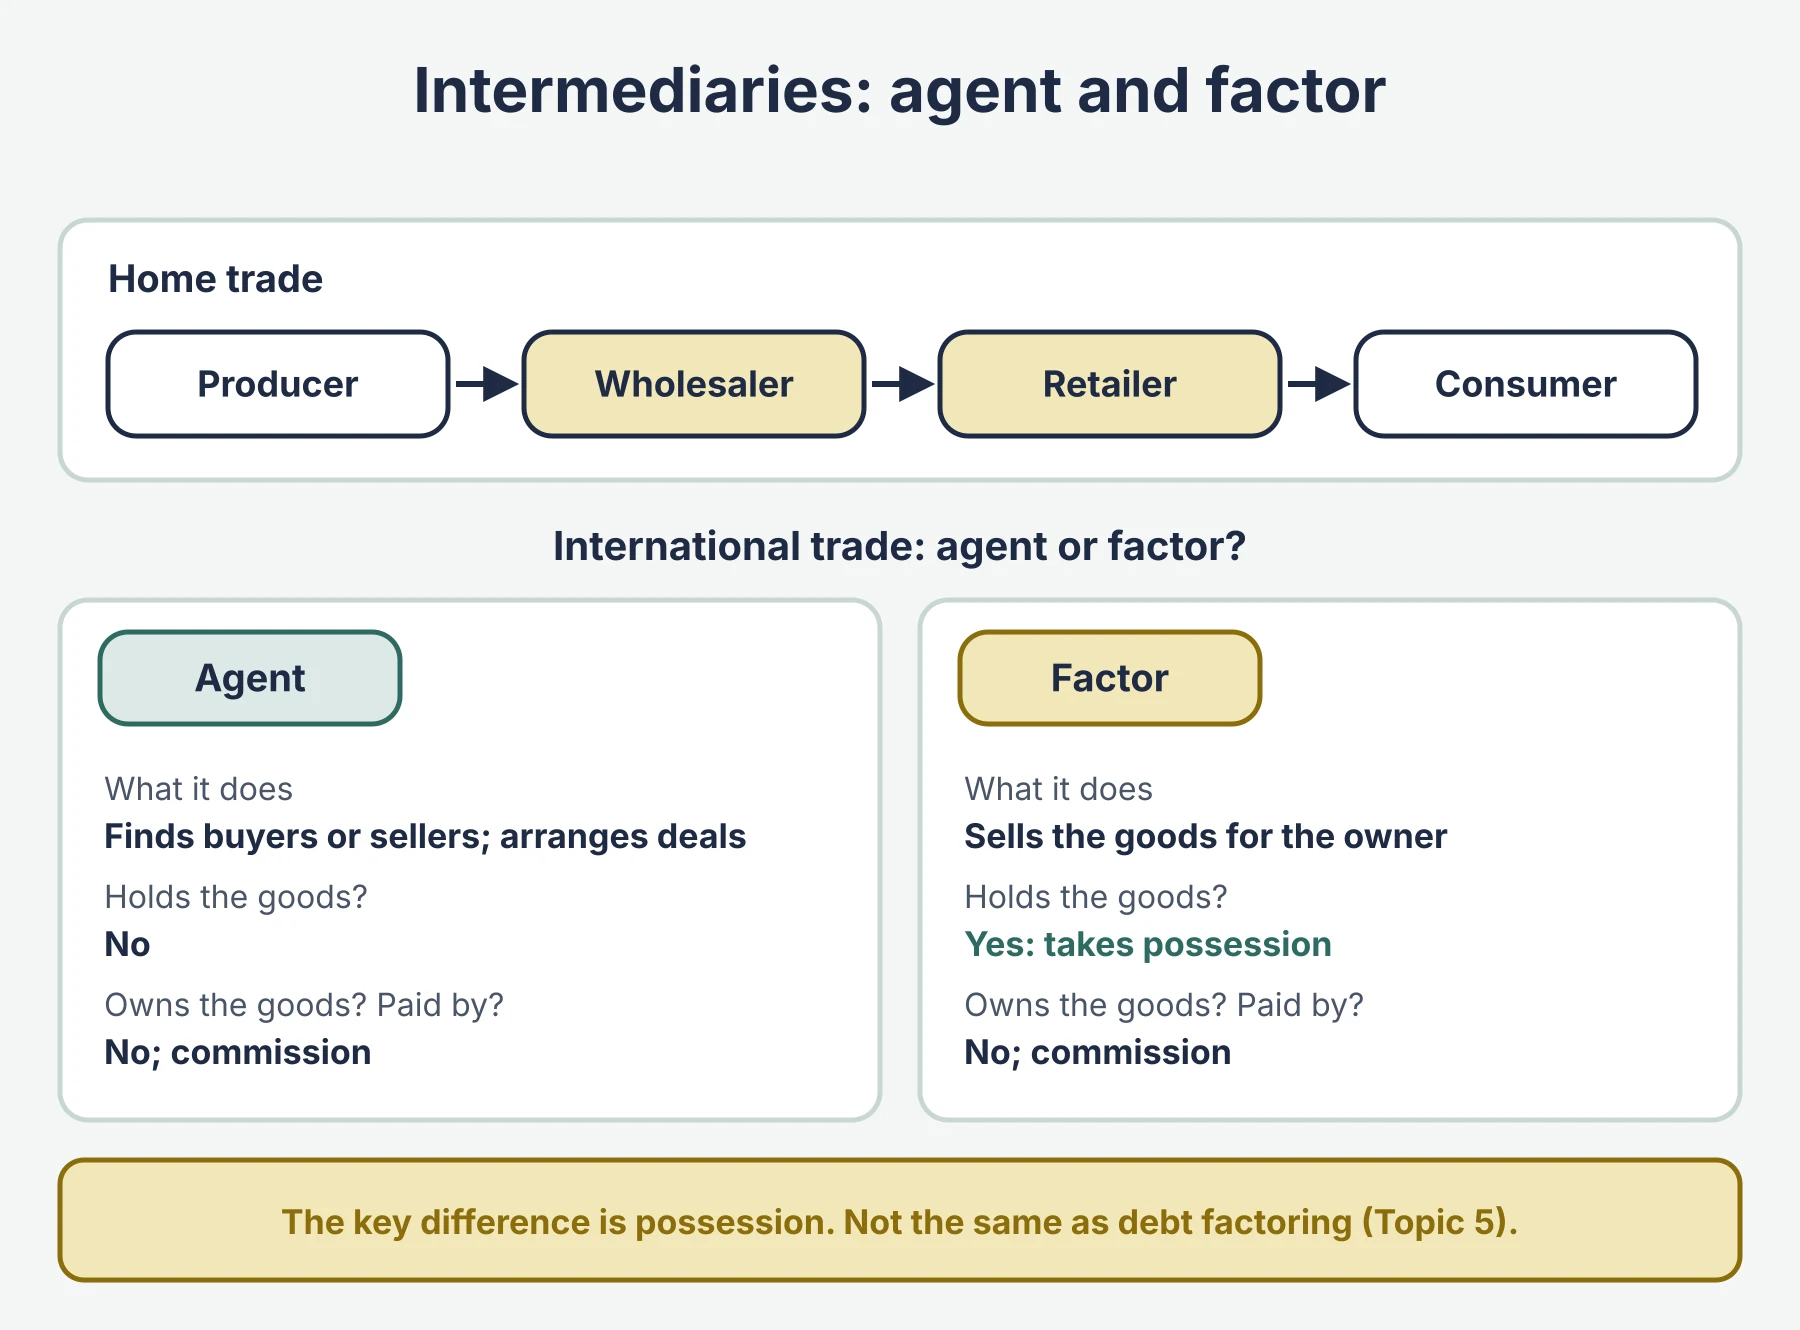 Intermediaries: agent and factor
Home trade
Producer
Wholesaler
Retailer
Consumer
International trade: agent or factor?
Agent
What it does
Finds buyers or sellers; arranges deals
Holds the goods?
No
Owns the goods? Paid by?
No; commission
Factor
What it does
Sells the goods for the owner
Holds the goods?
Yes: takes possession
Owns the goods? Paid by?
No; commission
The key difference is possession. Not the same as debt factoring (Topic 5).